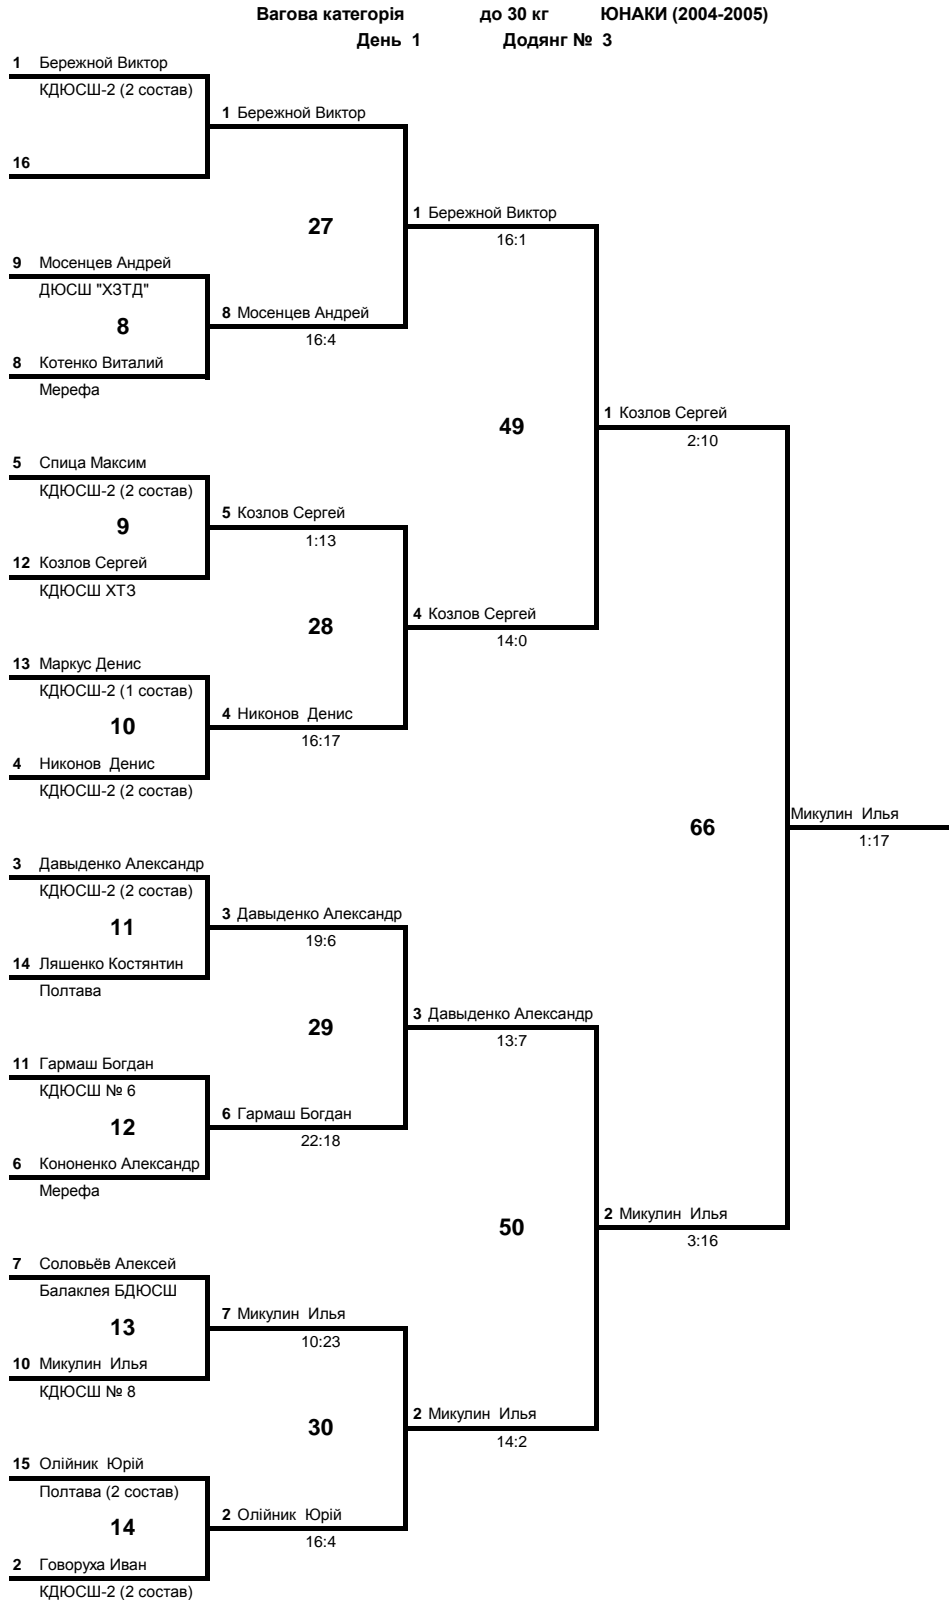 Вагова категорія до 30 кг ЮНАКИ (2004-2005)
День 1 Додянг № 3
1 Бережной Виктор
КДЮСШ-2 (2 состав)
1 Бережной Виктор
16
27
1 Бережной Виктор
16:1
9 Мосенцев Андрей
ДЮСШ "ХЗТД"
8
8 Мосенцев Андрей
16:4
8 Котенко Виталий
Мерефа
49
1 Козлов Сергей
2:10
5 Спица Максим
КДЮСШ-2 (2 состав)
9
5 Козлов Сергей
1:13
12 Козлов Сергей
КДЮСШ ХТЗ
28
4 Козлов Сергей
14:0
13 Маркус Денис
КДЮСШ-2 (1 состав)
10
4 Никонов Денис
16:17
4 Никонов Денис
КДЮСШ-2 (2 состав)
66
Микулин Илья
1:17
3 Давыденко Александр
КДЮСШ-2 (2 состав)
11
3 Давыденко Александр
19:6
14 Ляшенко Костянтин
Полтава
29
3 Давыденко Александр
13:7
11 Гармаш Богдан
КДЮСШ № 6
12
6 Гармаш Богдан
22:18
6 Кононенко Александр
Мерефа
50
2 Микулин Илья
3:16
7 Соловьёв Алексей
Балаклея БДЮСШ
13
7 Микулин Илья
10:23
10 Микулин Илья
КДЮСШ № 8
30
2 Микулин Илья
14:2
15 Олійник Юрій
Полтава (2 состав)
14
2 Олійник Юрій
16:4
2 Говоруха Иван
КДЮСШ-2 (2 состав)